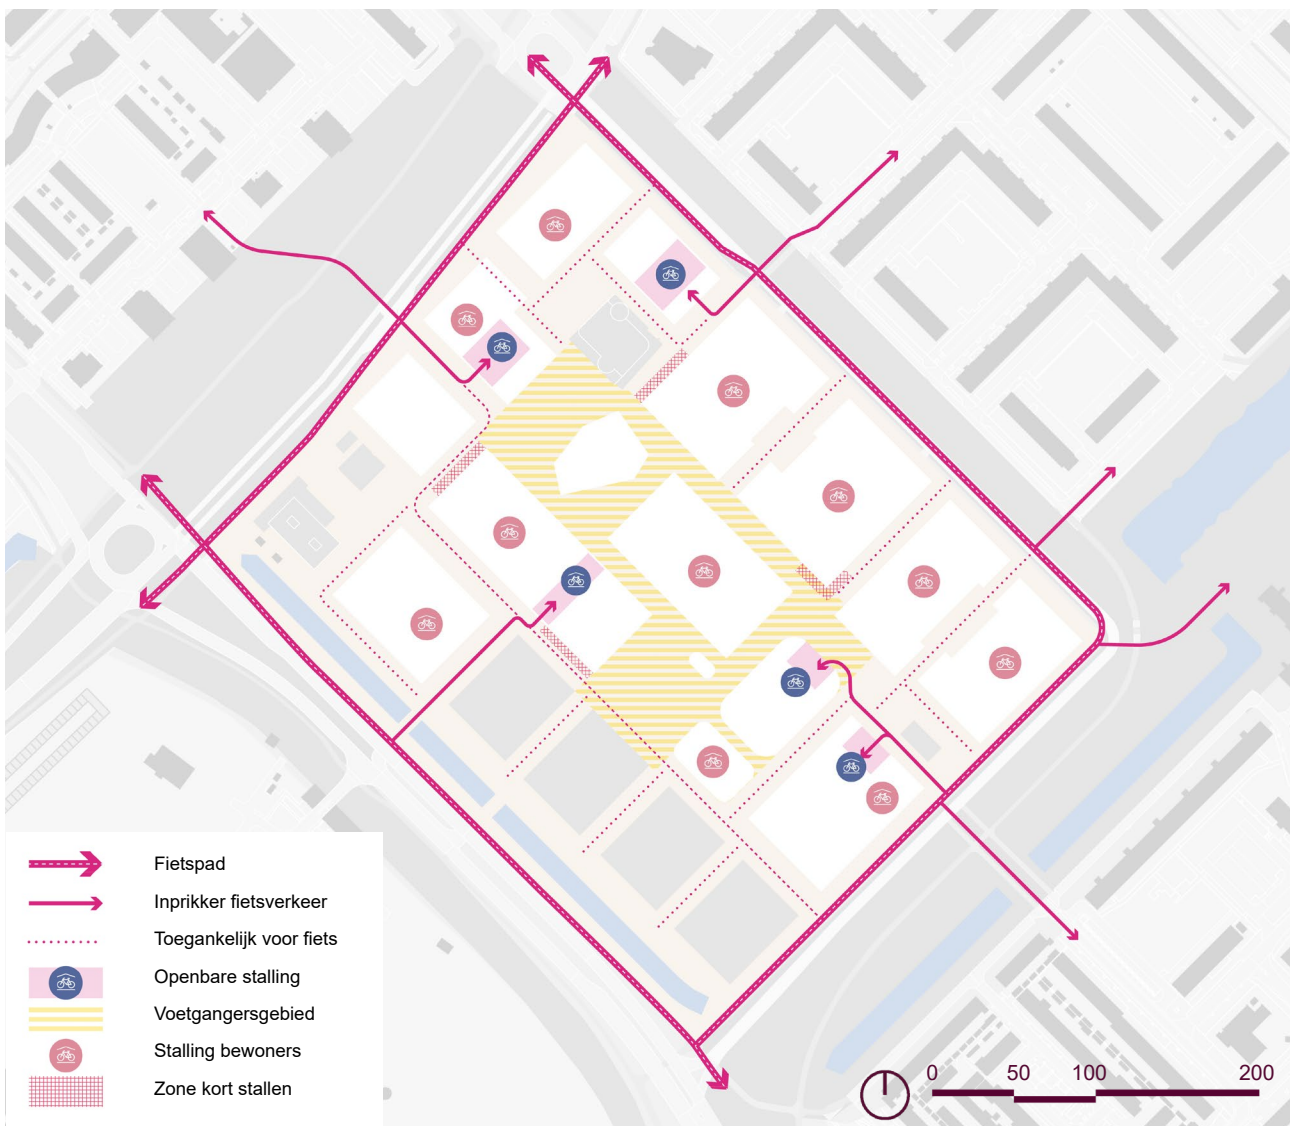 Fietspad
Inprikker fietsverkeer
Toegankelijk voor fiets
Openbare stalling
Voetgangersgebied
Stalling bewoners
Zone kort stallen
0 50 100 200